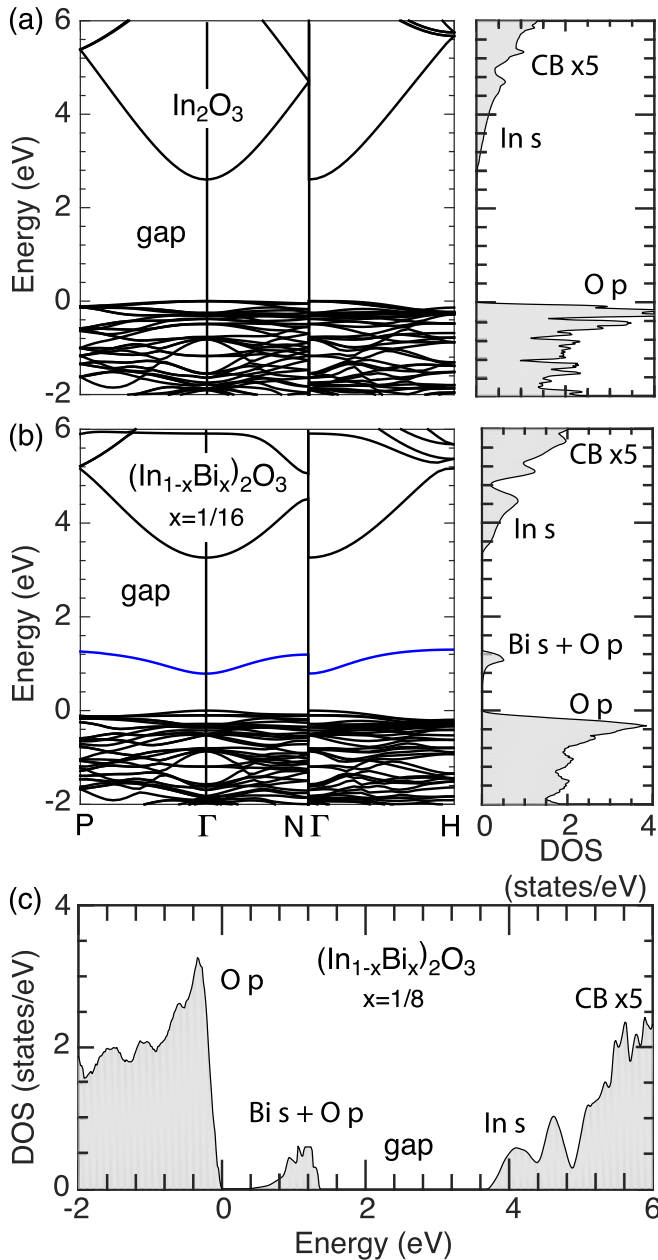 (a)
6
4
2
0
-2
Energy (eV)
In₂O₃
gap
CB x5
In s
O p
(b)
6
4
2
0
-2
Energy (eV)
(In₁₋ₓBiₓ)₂O₃
x=1/16
gap
P Γ N Γ H
CB x5
In s
Bi s + O p
O p
0 2 4
DOS
(states/eV)
(c)
4
2
0
DOS (states/eV)
O p
(In₁₋ₓBiₓ)₂O₃
x=1/8
CB x5
Bi s + O p
gap
In s
-2 0 2 4 6
Energy (eV)